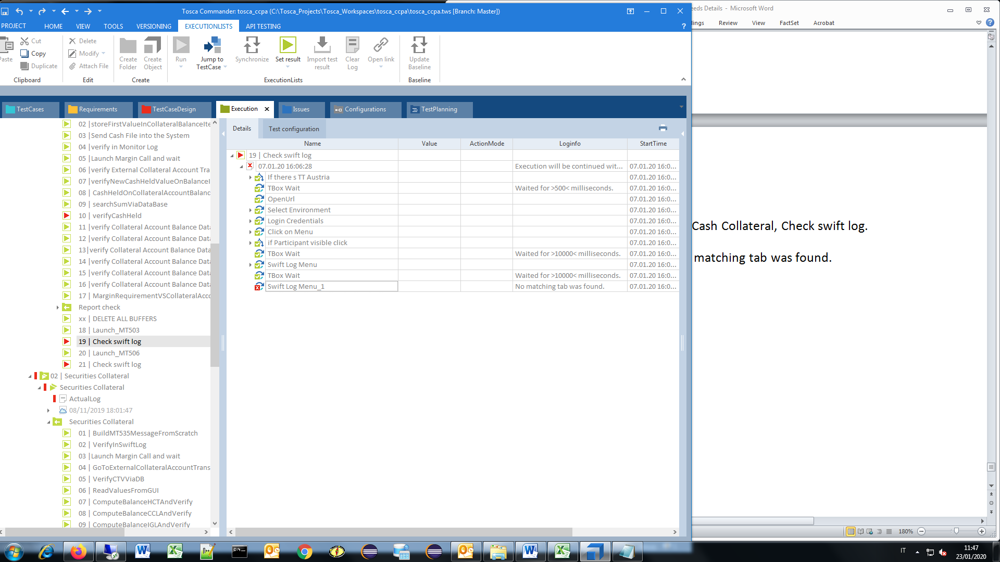 Tosca Commander: tosca_ccpa (C:\Tosca_Projects\Tosca_Workspaces\tosca_ccpa\tosca_ccpa.tws [Branch: Master])
eeds Details - Microsoft Word
PROJECT HOME VIEW TOOLS VERSIONING EXECUTIONLISTS API TESTING ?
ings Review View FactSet Acrobat
Cut
Copy
Duplicate
Paste
Clipboard
Delete
Modify
Attach File
Edit
Create Folder
Create Object
Create
Run
Jump to TestCase
Synchronize
Set result
Import test result
Clear Log
Open link
ExecutionLists
Update Baseline
Baseline
TestCases Requirements TestCaseDesign Execution Issues Configurations TestPlanning
02 |storeFirstValueInCollateralBalanceIte
03 |Send Cash File into the System
04 |verify in Monitor Log
05 |Launch Margin Call and wait
06 |verify External Collateral Account Tra
07 |verifyNewCashHeldValueOnBalanceI
08 | CashHeldOnCollateralAccountBalanc
09 | searchSumViaDataBase
10 | verifyCashHeld
11 |verify Collateral Account Balance Data
12 |verify Collateral Account Balance Data
13|verify Collateral Account Balance Data
14 |verify Collateral Account Balance Data
15 |verify Collateral Account Balance Data
16 |verify Collateral Account Balance Data
17 | MarginRequirementVSCollateralAcco
Report check
xx | DELETE ALL BUFFERS
18 | Launch_MT503
19 | Check swift log
20 | Launch_MT506
21 | Check swift log
02 | Securities Collateral
Securities Collateral
ActualLog
08/11/2019 18:01:47
Securities Collateral
01 | BuildMT535MessageFromScratch
02 | VerifyInSwiftLog
03 |Launch Margin Call and wait
04 | GoToExternalCollateralAccountTrans
05 | VerifyCTVViaDB
06 | ReadValuesFromGUI
07 | ComputeBalanceHCTAndVerify
08 | ComputeBalanceCCLAndVerify
09 | ComputeBalanceIGLAndVerify
Details Test configuration
Name Value ActionMode Loginfo StartTime
19 | Check swift log
07.01.20 16:06:28 Execution will be continued wit... 07.01.20 16:0...
If there s TT Austria 07.01.20 16:0...
TBox Wait Waited for >500< milliseconds. 07.01.20 16:0...
OpenUrl 07.01.20 16:0...
Select Environment 07.01.20 16:0...
Login Credentials 07.01.20 16:0...
Click on Menu 07.01.20 16:0...
if Participant visible click 07.01.20 16:0...
TBox Wait Waited for >10000< milliseconds. 07.01.20 16:0...
Swift Log Menu 07.01.20 16:0...
TBox Wait Waited for >10000< milliseconds. 07.01.20 16:0...
Swift Log Menu_1 No matching tab was found. 07.01.20 16:0...
Cash Collateral, Check swift log.
matching tab was found.
180%
IT
11:47
23/01/2020